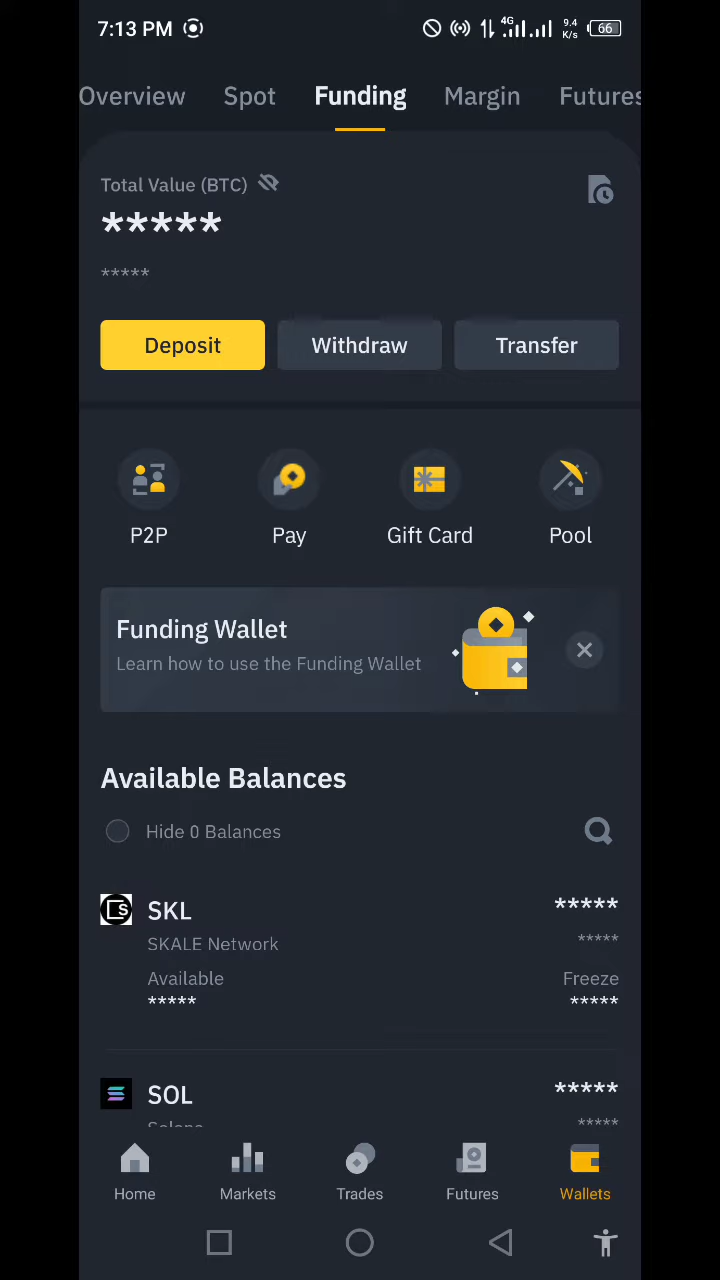 7:13 PM
4G
9.4
K/s
66
Overview Spot Funding Margin Futures
Total Value (BTC)
*****
*****
Deposit Withdraw Transfer
P2P Pay Gift Card Pool
Funding Wallet
Learn how to use the Funding Wallet
Available Balances
Hide 0 Balances
SKL *****
SKALE Network *****
Available Freeze
***** *****
SOL *****
Solana *****
Home Markets Trades Futures Wallets